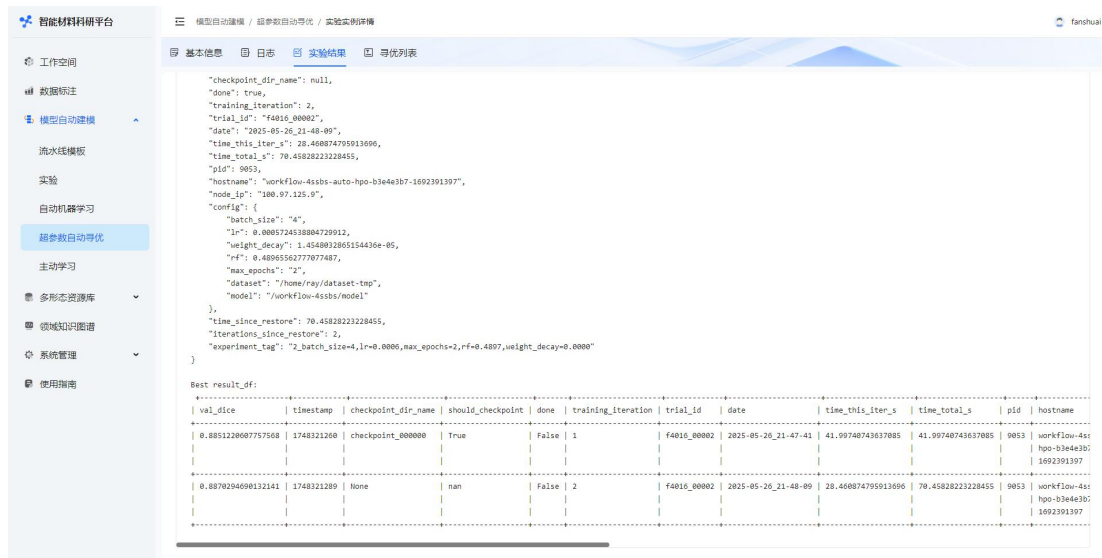 智能材料科研平台
模型自动建模 / 超参数自动寻优 / 实验实例详情
fanshuai
基本信息 日志 实验结果 寻优列表
工作空间
数据标注
模型自动建模
流水线模板
实验
自动机器学习
超参数自动寻优
主动学习
多形态资源库
领域知识图谱
系统管理
使用指南
"checkpoint_dir_name": null,
"done": true,
"training_iteration": 2,
"trial_id": "f4016_00002",
"date": "2025-05-26_21-48-09",
"time_this_iter_s": 28.460874795913696,
"time_total_s": 70.45828223228455,
"pid": 9053,
"hostname": "workflow-4ssbs-auto-hpo-b3e4e3b7-1692391397",
"node_ip": "100.97.125.9",
"config": {
"batch_size": "4",
"lr": 0.0005724538804729912,
"weight_decay": 1.4548032865154436e-05,
"rf": 0.48965562777077487,
"max_epochs": "2",
"dataset": "/home/ray/dataset-tmp",
"model": "/workflow-4ssbs/model"
},
"time_since_restore": 70.45828223228455,
"iterations_since_restore": 2,
"experiment_tag": "2_batch_size=4,lr=0.0006,max_epochs=2,rf=0.4897,weight_decay=0.0000"
}
Best result_df:
| val_dice | timestamp | checkpoint_dir_name | should_checkpoint | done | training_iteration | trial_id | date | time_this_iter_s | time_total_s | pid | hostname
| 0.8851220607757568 | 1748321260 | checkpoint_000000 | True | False | 1 | f4016_00002 | 2025-05-26_21-47-41 | 41.99740743637085 | 41.99740743637085 | 9053 | workflow-4ss
hpo-b3e4e3b7
1692391397
| 0.8870294690132141 | 1748321289 | None | nan | False | 2 | f4016_00002 | 2025-05-26_21-48-09 | 28.460874795913696 | 70.45828223228455 | 9053 | workflow-4ss
hpo-b3e4e3b7
1692391397